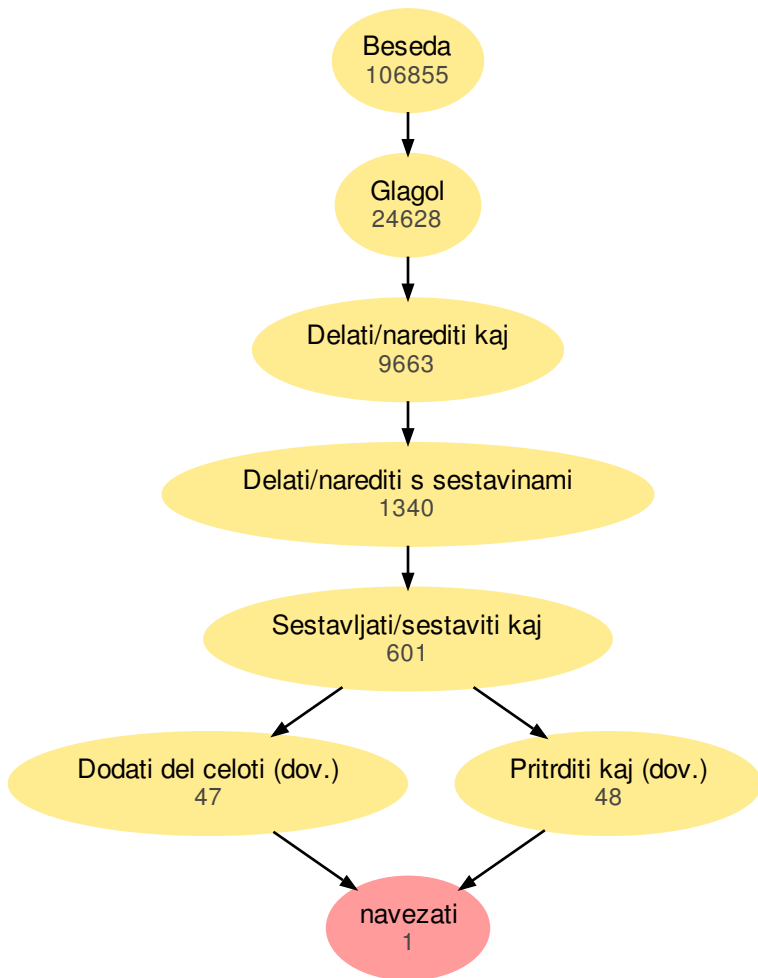 Beseda
106855
Glagol
24628
Delati/narediti kaj
9663
Delati/narediti s sestavinami
1340
Sestavljati/sestaviti kaj
601
Dodati del celoti (dov.)
47
Pritrditi kaj (dov.)
48
navezati
1